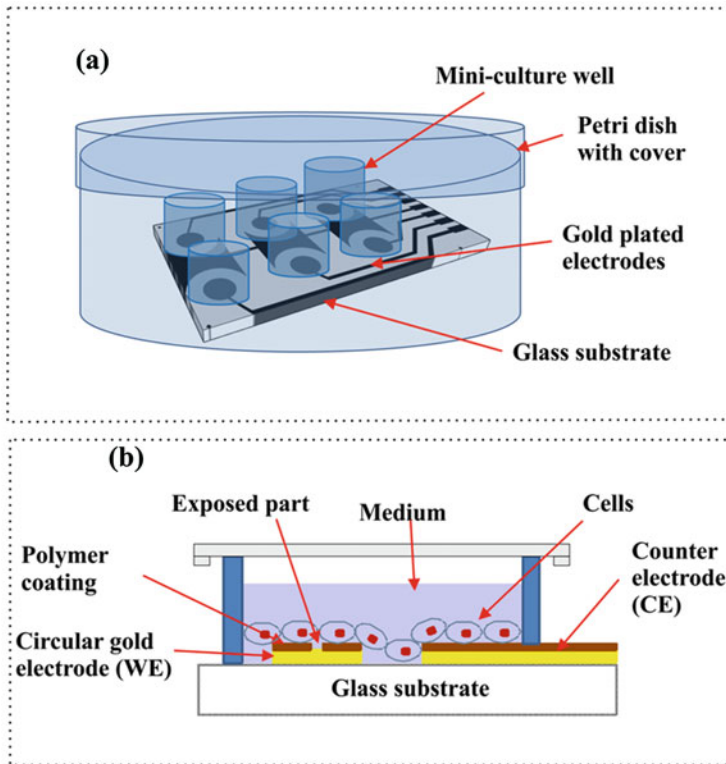 (a)
Mini-culture well
Petri dish
with cover
Gold plated
electrodes
Glass substrate
(b)
Exposed part
Medium
Cells
Polymer
coating
Counter
electrode
(CE)
Circular gold
electrode (WE)
Glass substrate